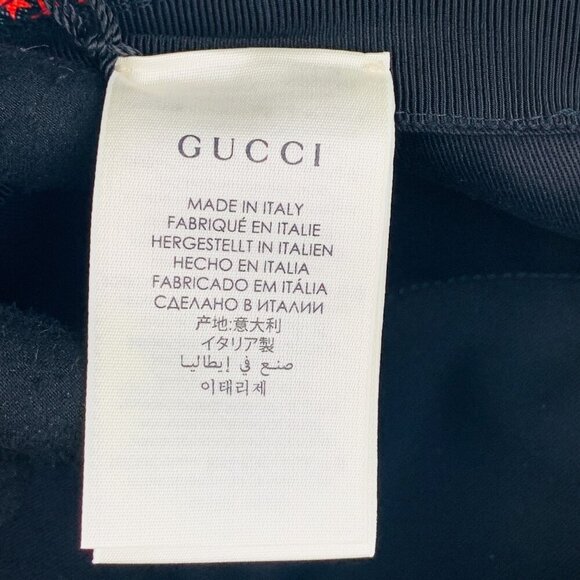 GUCCI
MADE IN ITALY
FABRIQUÉ EN ITALIE
HERGESTELLT IN ITALIEN
HECHO EN ITALIA
FABRICADO EM ITÁLIA
СДЕЛАНО В ИТАЛИИ
产地:意大利
イタリア製
صنع في إيطاليا
이태리제